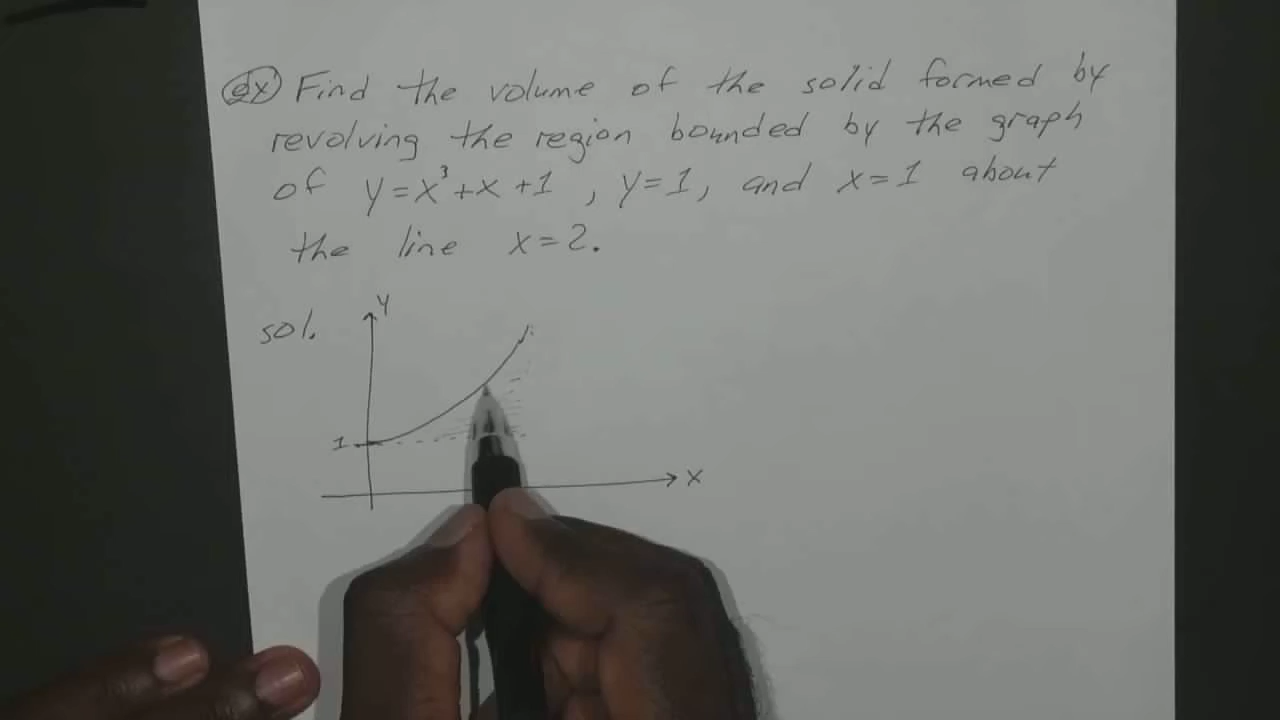 ex Find the volume of the solid formed by
revolving the region bounded by the graph
of y=x³+x+1, y=1, and x=1 about
the line x=2.
sol.
y
1
x